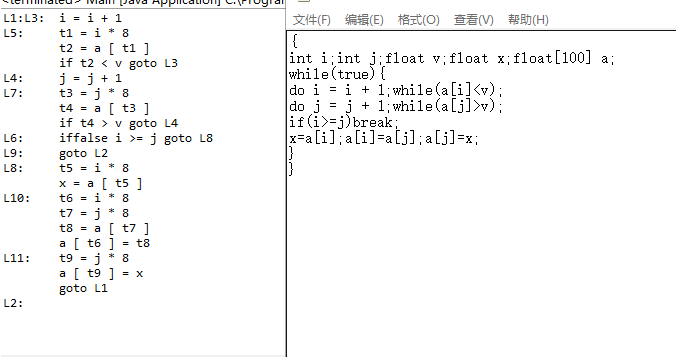 <terminated> Main [Java Application] C:\Progra
L1:L3: i = i + 1
L5: t1 = i * 8
t2 = a [ t1 ]
if t2 < v goto L3
L4: j = j + 1
L7: t3 = j * 8
t4 = a [ t3 ]
if t4 > v goto L4
L6: iffalse i >= j goto L8
L9: goto L2
L8: t5 = i * 8
x = a [ t5 ]
L10: t6 = i * 8
t7 = j * 8
t8 = a [ t7 ]
a [ t6 ] = t8
L11: t9 = j * 8
a [ t9 ] = x
goto L1
L2:
文件(F) 编辑(E) 格式(O) 查看(V) 帮助(H)
{
int i;int j;float v;float x;float[100] a;
while(true){
do i = i + 1;while(a[i]<v);
do j = j + 1;while(a[j]>v);
if(i>=j)break;
x=a[i];a[i]=a[j];a[j]=x;
}
}